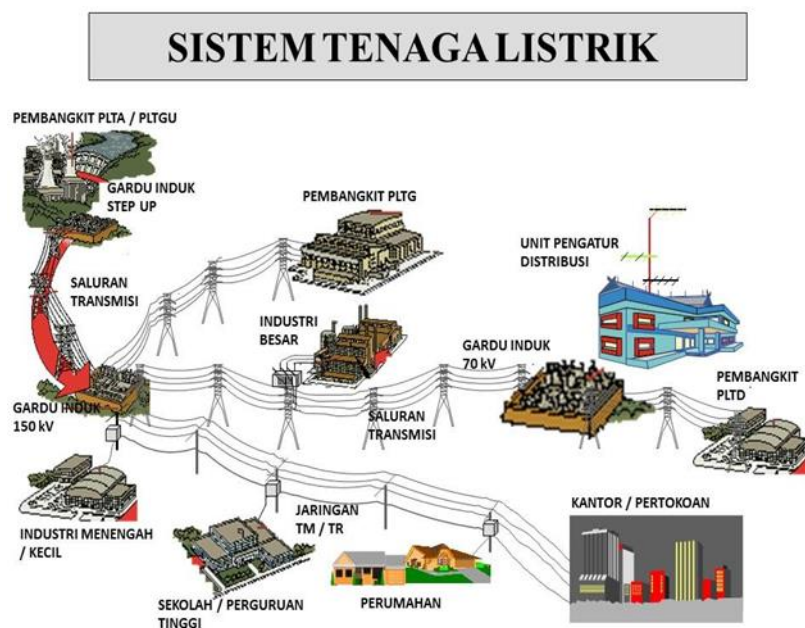 SISTEM TENAGA LISTRIK
PEMBANGKIT PLTA / PLTGU
GARDU INDUK
STEP UP
PEMBANGKIT PLTG
UNIT PENGATUR
DISTRIBUSI
SALURAN
TRANSMISI
INDUSTRI
BESAR
GARDU INDUK
70 kV
PEMBANGKIT
PLTD
GARDU INDUK
150 kV
SALURAN
TRANSMISI
INDUSTRI MENENGAH
/ KECIL
JARINGAN
TM / TR
KANTOR / PERTOKOAN
SEKOLAH / PERGURUAN
TINGGI
PERUMAHAN